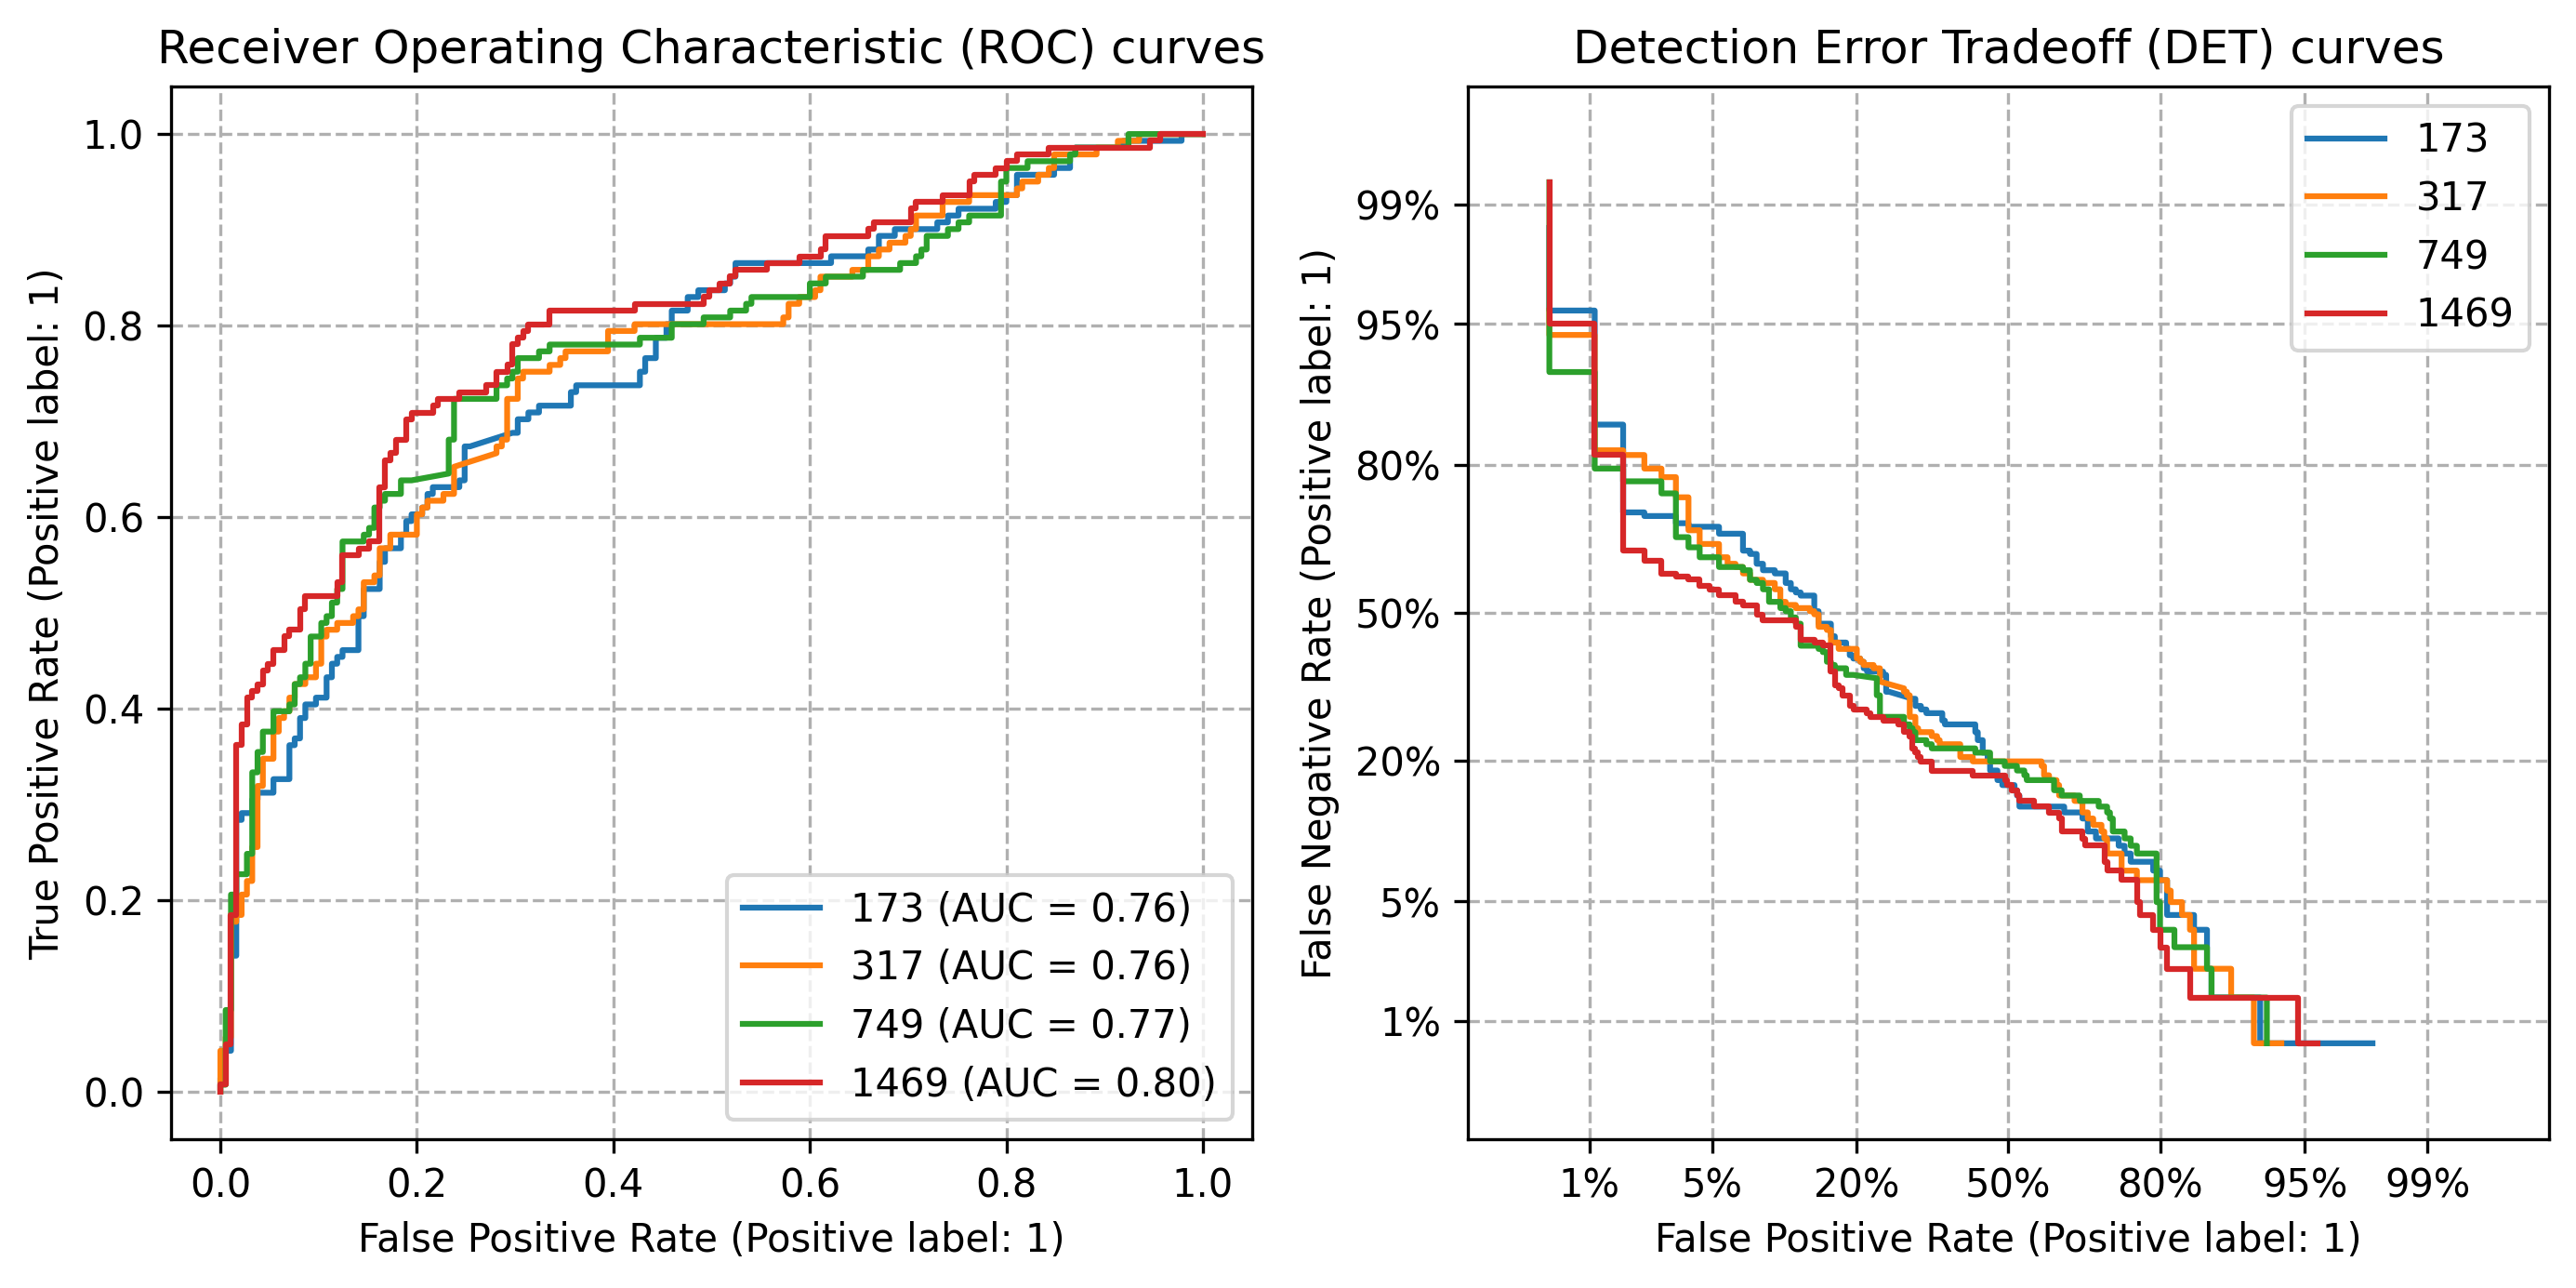 Receiver Operating Characteristic (ROC) curves
True Positive Rate (Positive label: 1)
1.0
0.8
0.6
0.4
0.2
0.0
173 (AUC = 0.76)
317 (AUC = 0.76)
749 (AUC = 0.77)
1469 (AUC = 0.80)
0.0 0.2 0.4 0.6 0.8 1.0
False Positive Rate (Positive label: 1)
Detection Error Tradeoff (DET) curves
False Negative Rate (Positive label: 1)
99%
95%
80%
50%
20%
5%
1%
173
317
749
1469
1% 5% 20% 50% 80% 95% 99%
False Positive Rate (Positive label: 1)